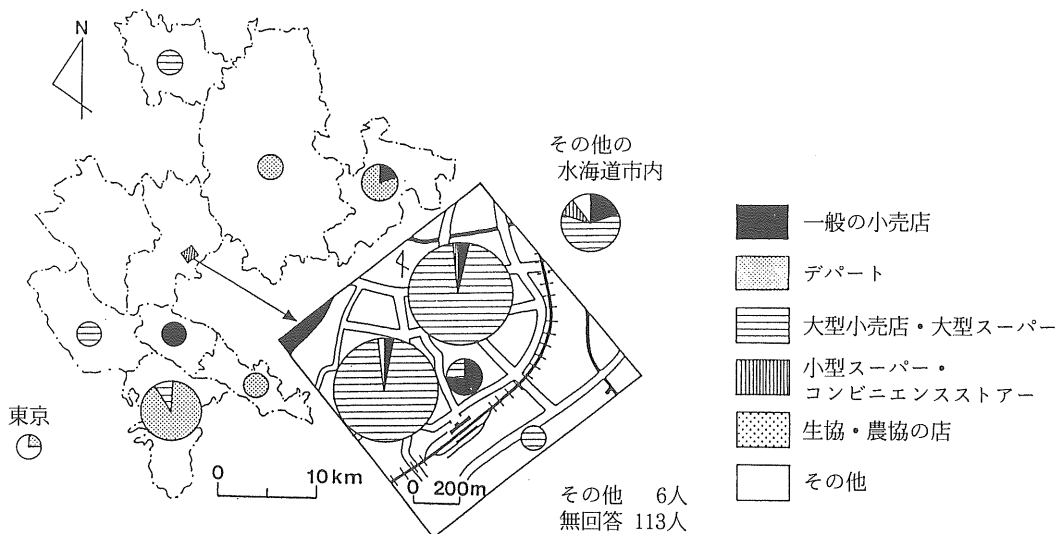 N
その他の
水海道市内
東京
0 10km
0 200m
その他 6人
無回答 113人
一般の小売店
デパート
大型小売店・大型スーパー
小型スーパー・
コンビニエンスストアー
生協・農協の店
その他